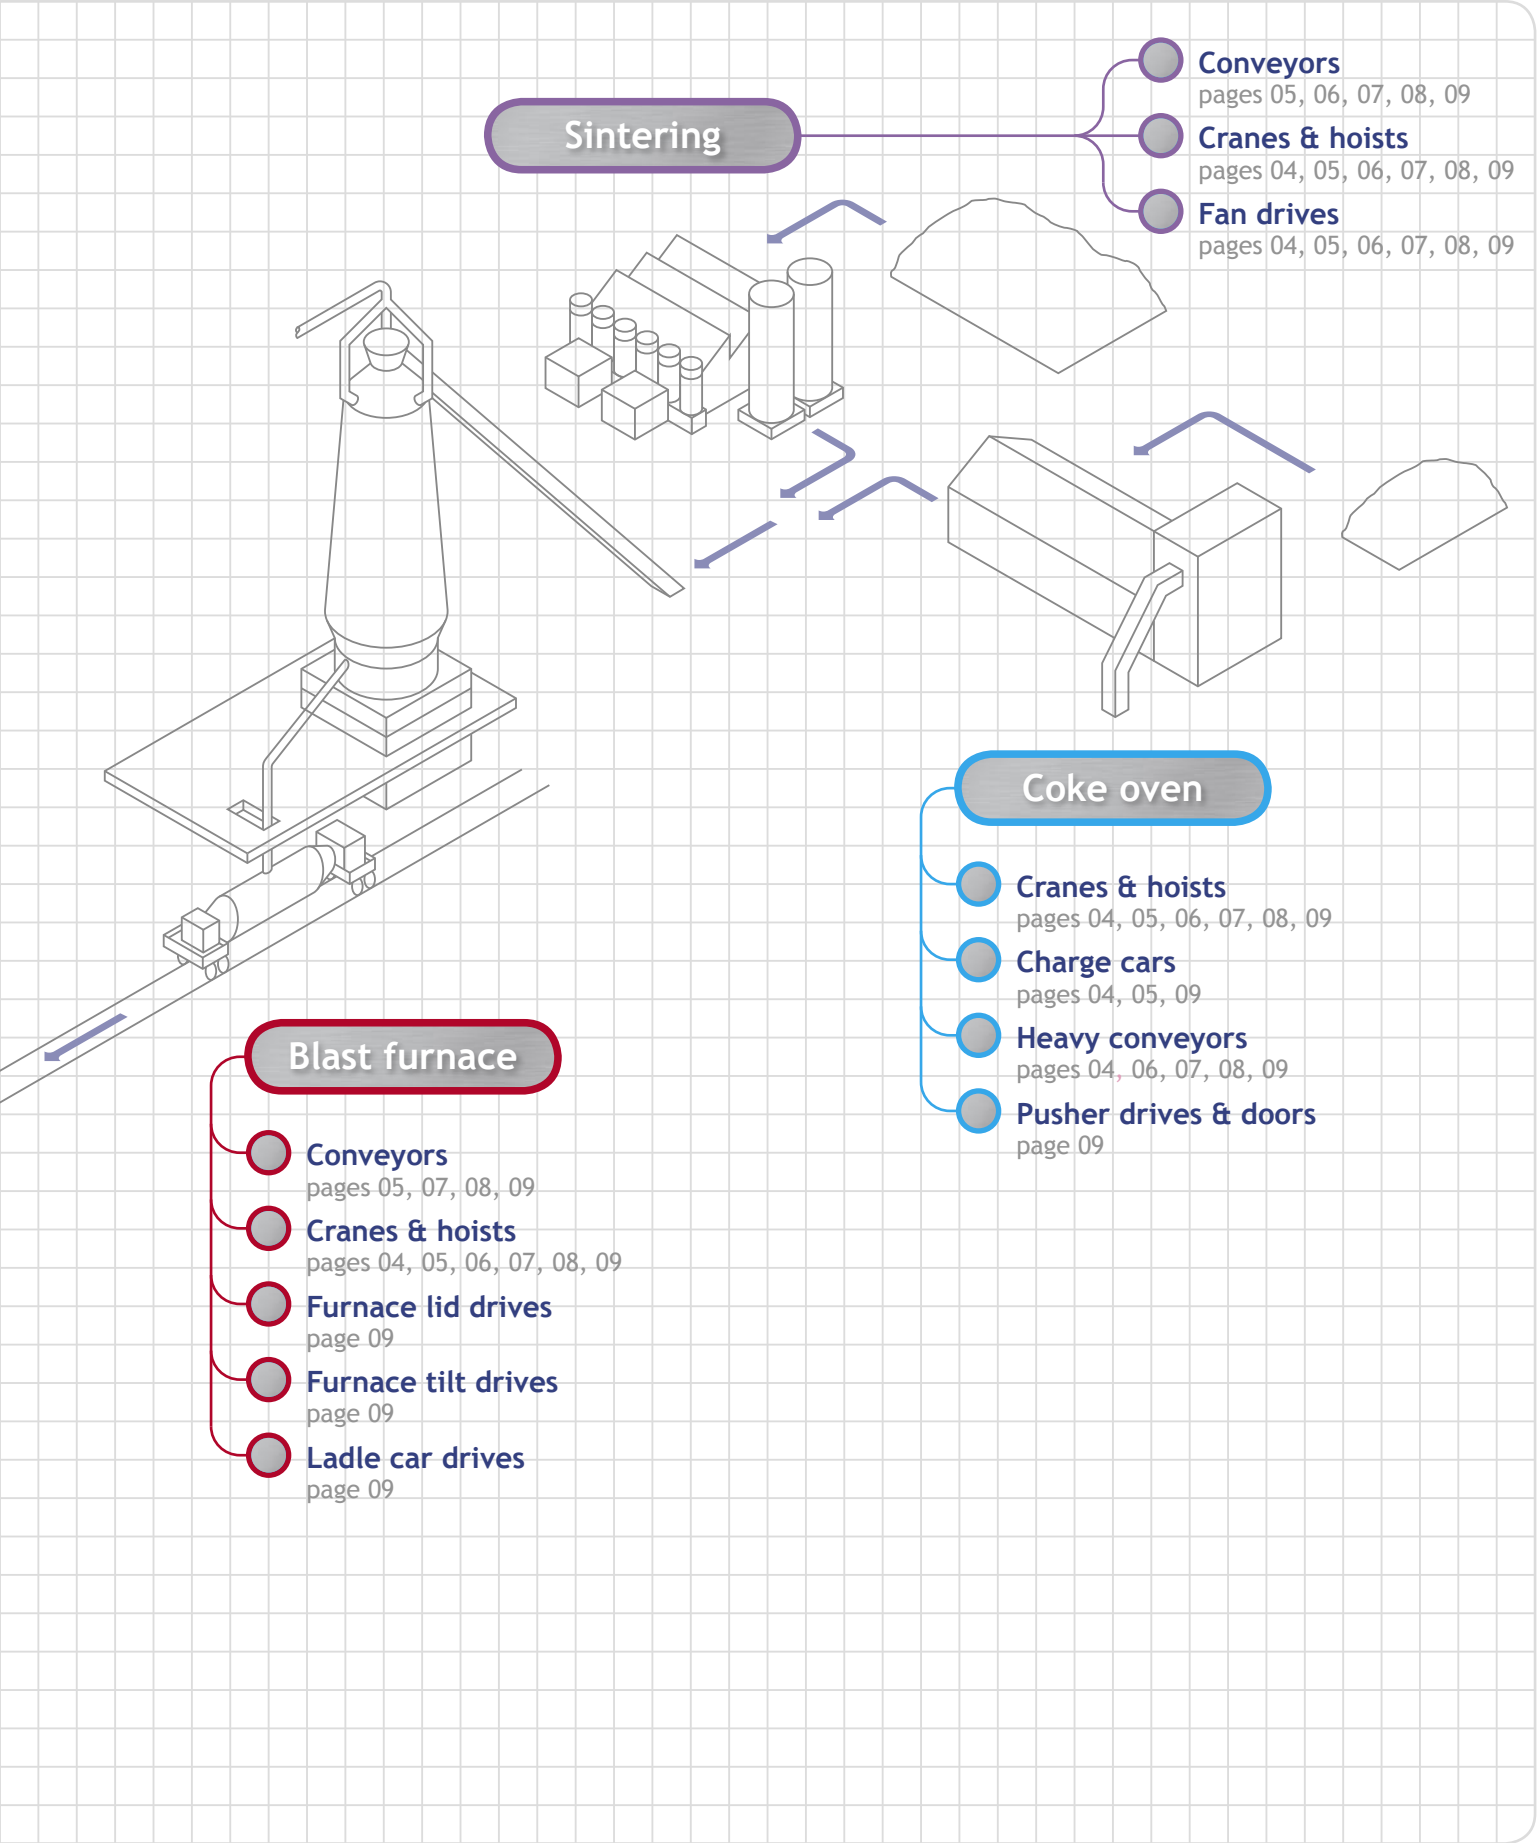 Sintering
Conveyors
pages 05, 06, 07, 08, 09
Cranes & hoists
pages 04, 05, 06, 07, 08, 09
Fan drives
pages 04, 05, 06, 07, 08, 09
Coke oven
Cranes & hoists
pages 04, 05, 06, 07, 08, 09
Charge cars
pages 04, 05, 09
Heavy conveyors
pages 04, 06, 07, 08, 09
Pusher drives & doors
page 09
Blast furnace
Conveyors
pages 05, 07, 08, 09
Cranes & hoists
pages 04, 05, 06, 07, 08, 09
Furnace lid drives
page 09
Furnace tilt drives
page 09
Ladle car drives
page 09